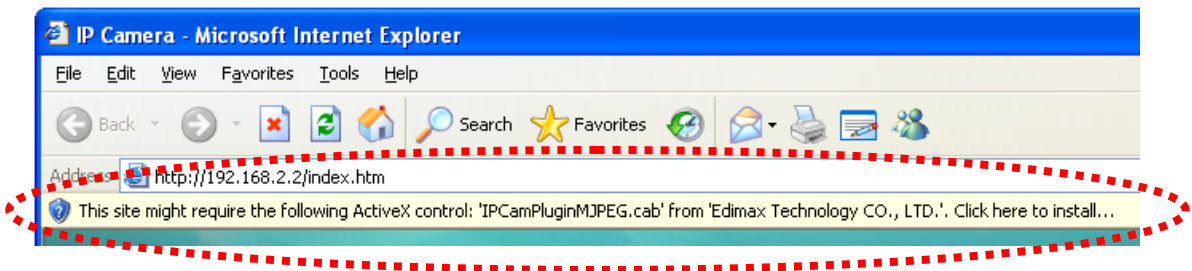 IP Camera - Microsoft Internet Explorer
File Edit View Favorites Tools Help
Back Search Favorites
Address http://192.168.2.2/index.htm
This site might require the following ActiveX control: 'IPCamPluginMJPEG.cab' from 'Edimax Technology CO., LTD.'. Click here to install...